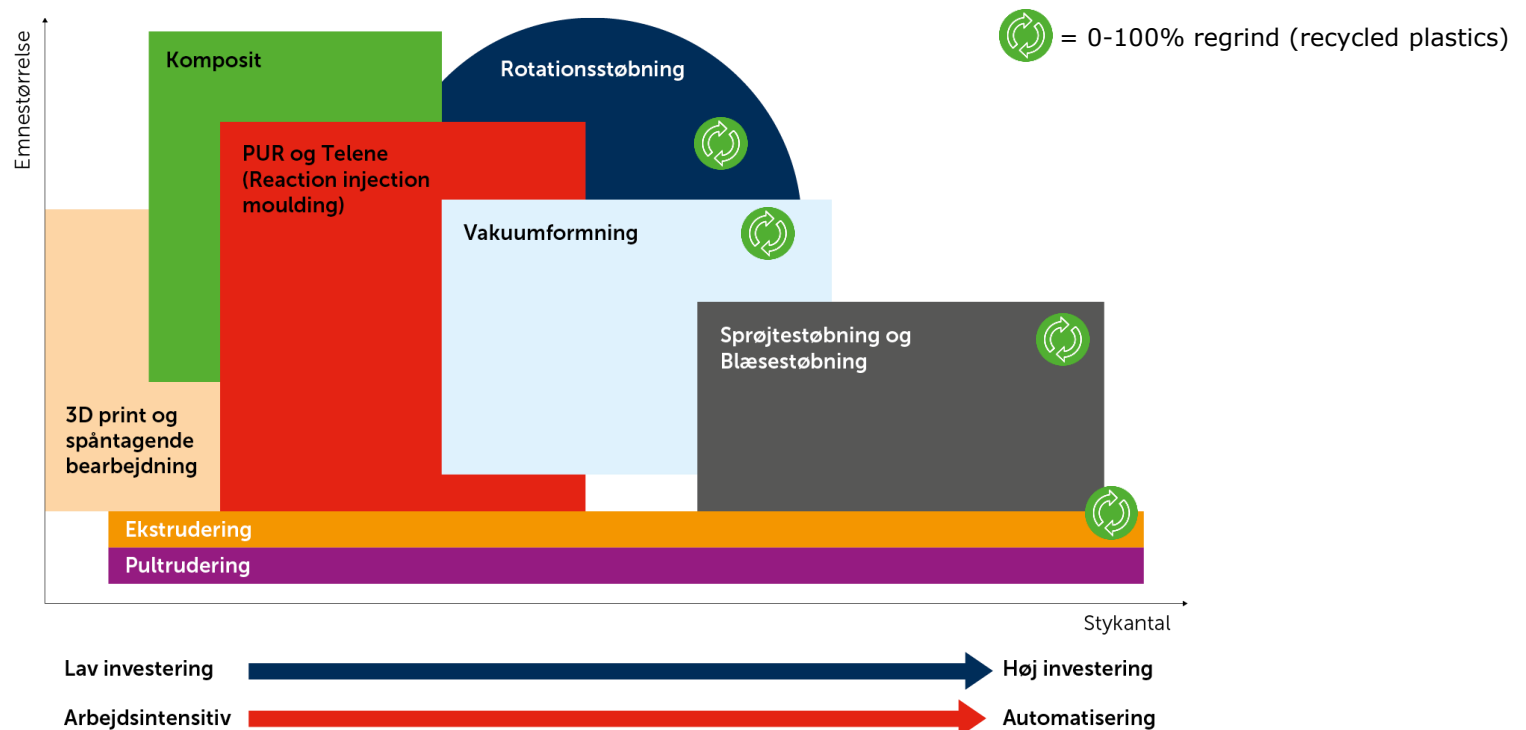 = 0-100% regrind (recycled plastics)
Emnestørrelse
Komposit
Rotationsstøbning
PUR og Telene
(Reaction injection
moulding)
Vakuumformning
Sprøjtestøbning og
Blæsestøbning
3D print og
spåntagende
bearbejdning
Ekstrudering
Pultrudering
Stykantal
Lav investering
Høj investering
Arbejdsintensitiv
Automatisering